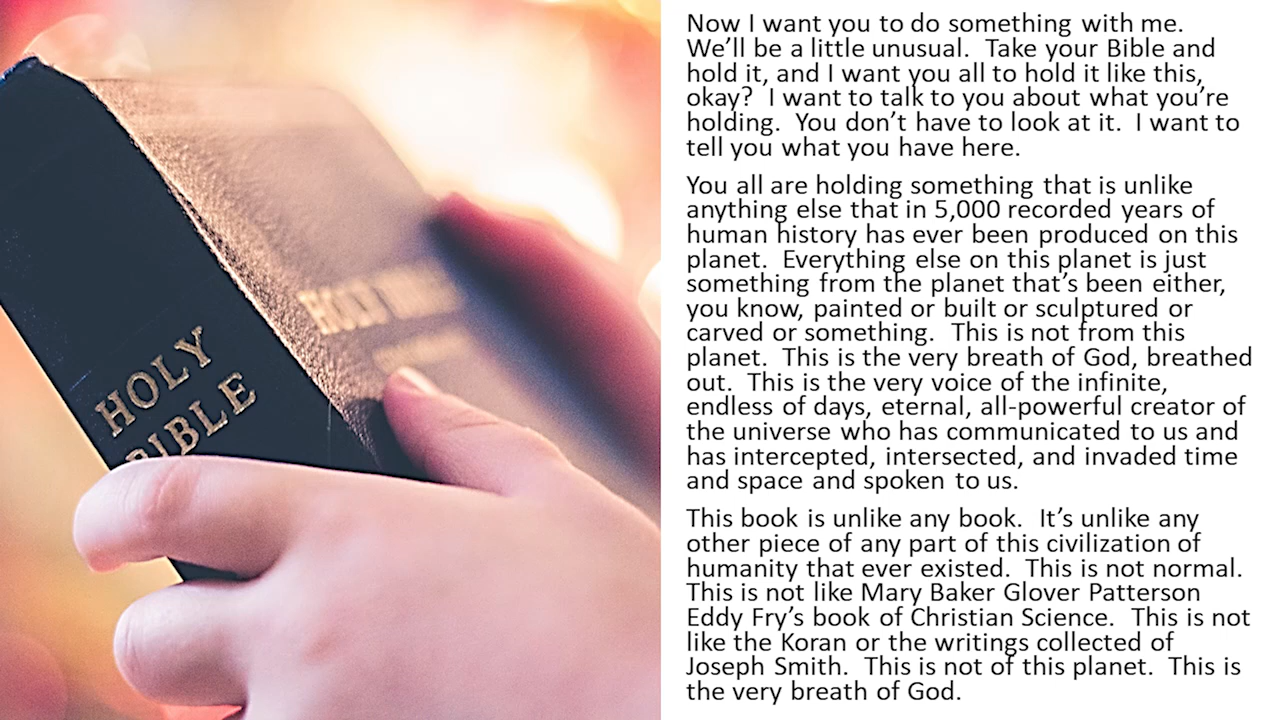 HOLY
BIBLE
HOLY BIBLE
Now I want you to do something with me.
We’ll be a little unusual.  Take your Bible and
hold it, and I want you all to hold it like this,
okay?  I want to talk to you about what you’re
holding.  You don’t have to look at it.  I want to
tell you what you have here.
You all are holding something that is unlike
anything else that in 5,000 recorded years of
human history has ever been produced on this
planet.  Everything else on this planet is just
something from the planet that’s been either,
you know, painted or built or sculptured or
carved or something.  This is not from this
planet.  This is the very breath of God, breathed
out.  This is the very voice of the infinite,
endless of days, eternal, all-powerful creator of
the universe who has communicated to us and
has intercepted, intersected, and invaded time
and space and spoken to us.
This book is unlike any book.  It’s unlike any
other piece of any part of this civilization of
humanity that ever existed.  This is not normal.
This is not like Mary Baker Glover Patterson
Eddy Fry’s book of Christian Science.  This is not
like the Koran or the writings collected of
Joseph Smith.  This is not of this planet.  This is
the very breath of God.